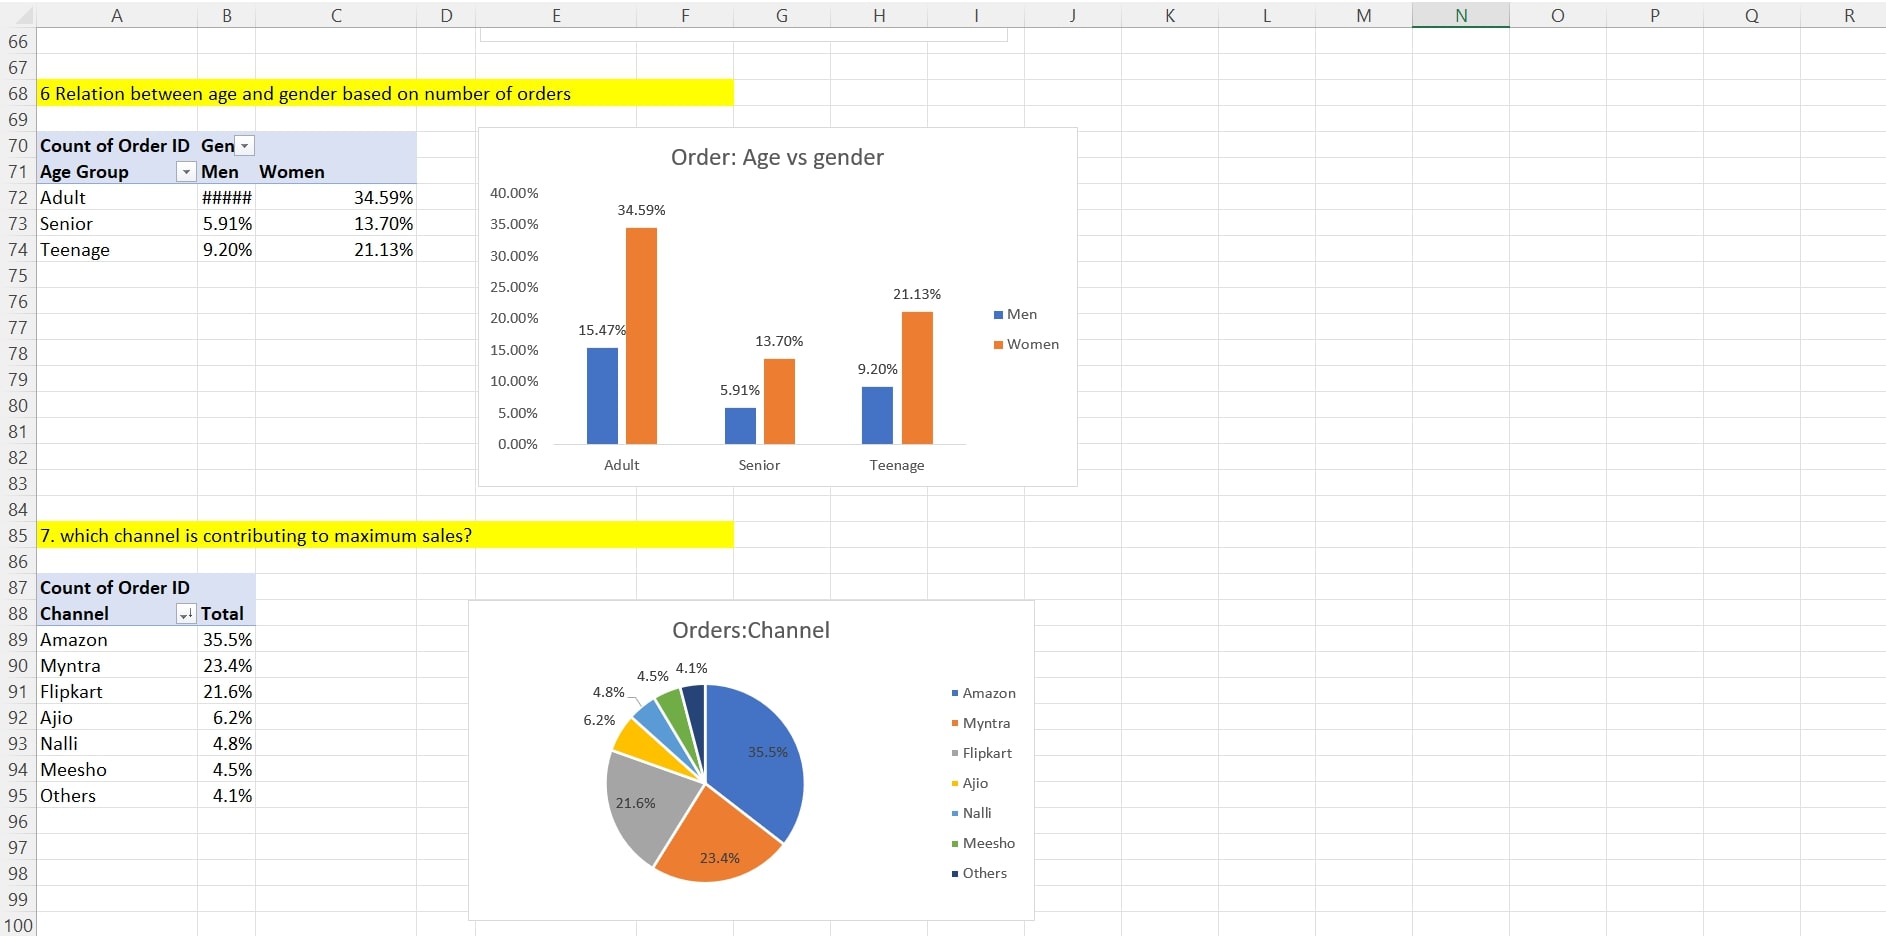 A B C D E F G H I J K L M N O P Q R
66
67
68 6 Relation between age and gender based on number of orders
69
70 Count of Order ID Gen
71 Age Group Men Women
72 Adult ##### 34.59%
73 Senior 5.91% 13.70%
74 Teenage 9.20% 21.13%
75
76
77
78
79
80
81
82
83
84
Order: Age vs gender
40.00%
35.00%
30.00%
25.00%
20.00%
15.00%
10.00%
5.00%
0.00%
34.59%
15.47%
13.70%
5.91%
21.13%
9.20%
Adult Senior Teenage
Men
Women
85 7. which channel is contributing to maximum sales?
86
87 Count of Order ID
88 Channel Total
89 Amazon 35.5%
90 Myntra 23.4%
91 Flipkart 21.6%
92 Ajio 6.2%
93 Nalli 4.8%
94 Meesho 4.5%
95 Others 4.1%
96
97
98
99
100
Orders:Channel
4.1%
4.5%
4.8%
6.2%
35.5%
21.6%
23.4%
Amazon
Myntra
Flipkart
Ajio
Nalli
Meesho
Others